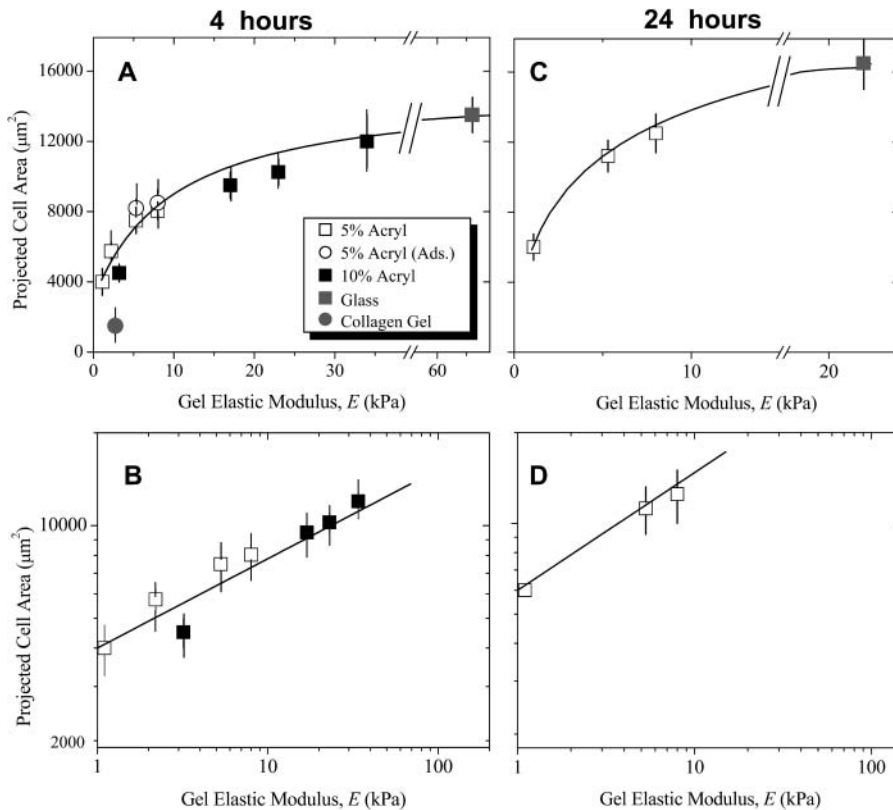 4 hours
24 hours
A
C
Projected Cell Area (μm²)
16000
12000
8000
4000
0
0 10 20 30 60
Gel Elastic Modulus, E (kPa)
5% Acryl
5% Acryl (Ads.)
10% Acryl
Glass
Collagen Gel
0 10 20
Gel Elastic Modulus, E (kPa)
B
D
Projected Cell Area (μm²)
10000
2000
1 10 100
Gel Elastic Modulus, E (kPa)
1 10 100
Gel Elastic Modulus, E (kPa)